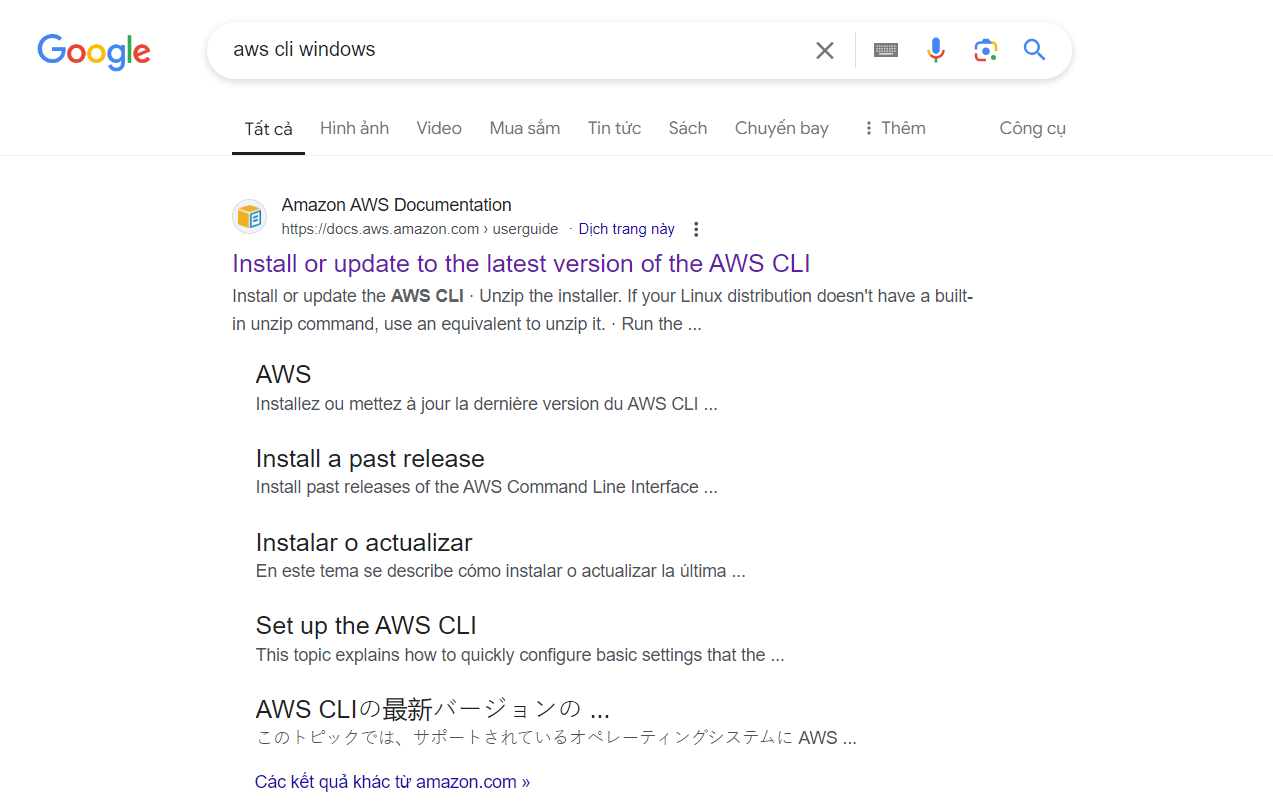 Google
aws cli windows
Tất cả Hình ảnh Video Mua sắm Tin tức Sách Chuyến bay Thêm Công cụ
Amazon AWS Documentation
https://docs.aws.amazon.com › userguide · Dịch trang này
Install or update to the latest version of the AWS CLI
Install or update the AWS CLI · Unzip the installer. If your Linux distribution doesn't have a built-
in unzip command, use an equivalent to unzip it. · Run the ...
AWS
Installez ou mettez à jour la dernière version du AWS CLI ...
Install a past release
Install past releases of the AWS Command Line Interface ...
Instalar o actualizar
En este tema se describe cómo instalar o actualizar la última ...
Set up the AWS CLI
This topic explains how to quickly configure basic settings that the ...
AWS CLIの最新バージョンの ...
このトピックでは、サポートされているオペレーティングシステムに AWS ...
Các kết quả khác từ amazon.com »